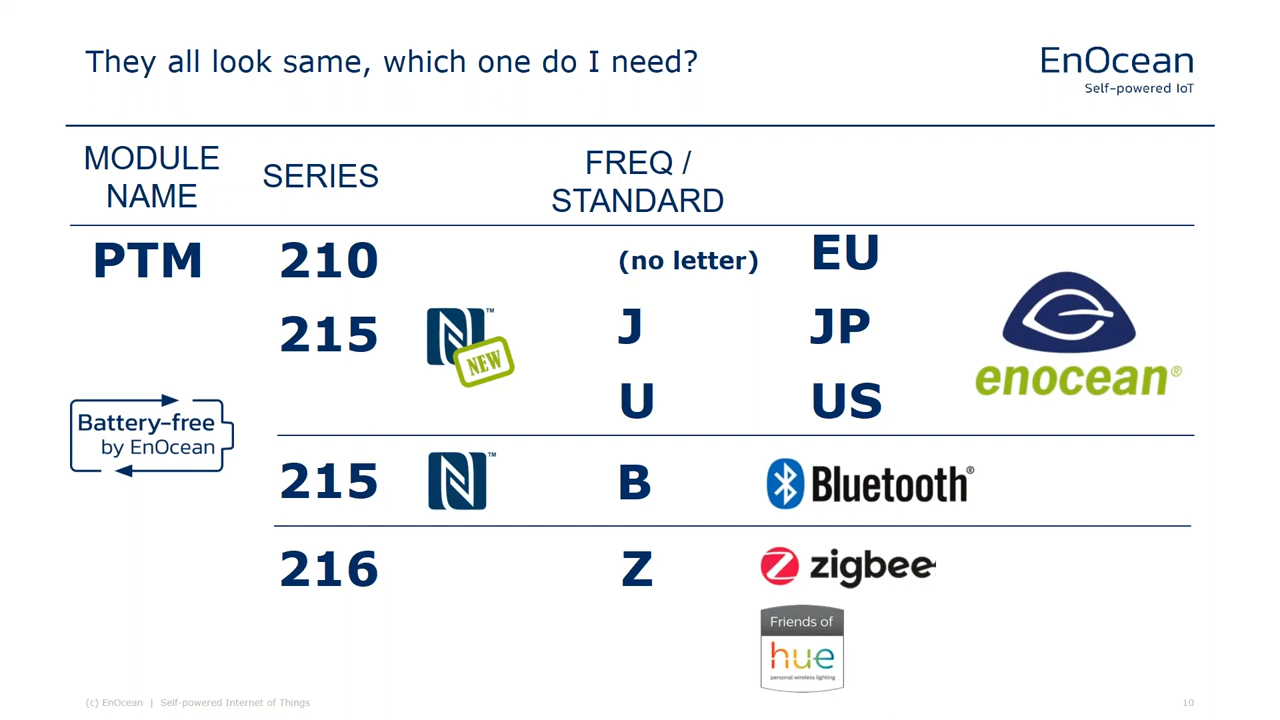 They all look same, which one do I need?
EnOcean
Self-powered IoT
MODULE
NAME
SERIES
FREQ /
STANDARD
PTM
210
(no letter)
EU
215
™
NEW
J
JP
U
US
enocean®
Battery-free
by EnOcean
215
™
B
Bluetooth®
216
Z
zigbee
Friends of
hue
personal wireless lighting
(c) EnOcean | Self-powered Internet of Things
10